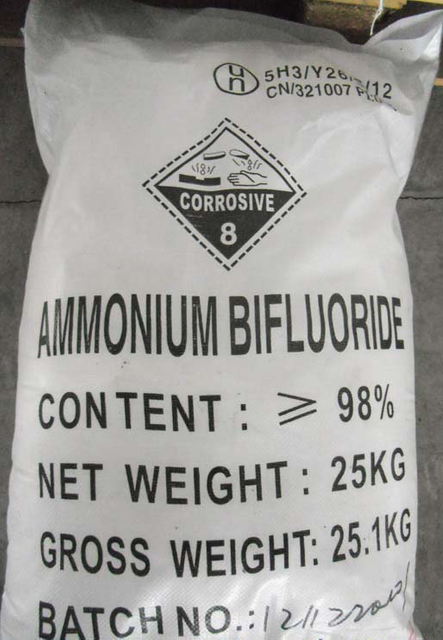 un 5H3/Y26
CN/321007
CORROSIVE
8
AMMONIUM BIFLUORIDE
CONTENT : ≥ 98%
NET WEIGHT : 25KG
GROSS WEIGHT: 25.1KG
BATCH NO.: